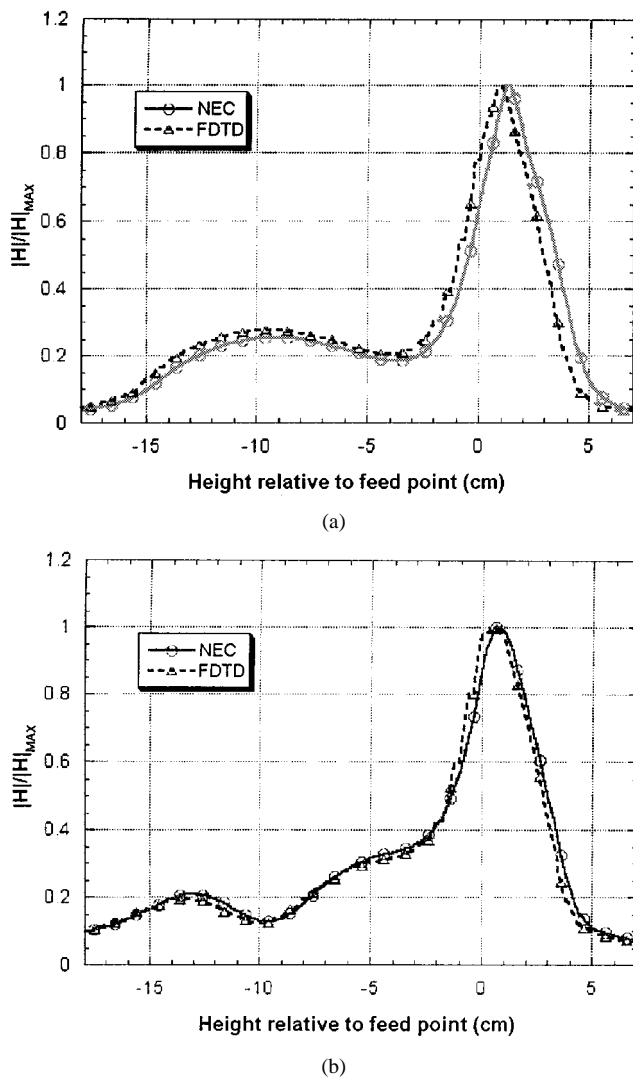 1.2
1
0.8
0.6
0.4
0.2
0
|H|/|H|MAX
NEC
FDTD
-15 -10 -5 0 5
Height relative to feed point (cm)
(a)
1.2
1
0.8
0.6
0.4
0.2
0
|H|/|H|MAX
NEC
FDTD
-15 -10 -5 0 5
Height relative to feed point (cm)
(b)